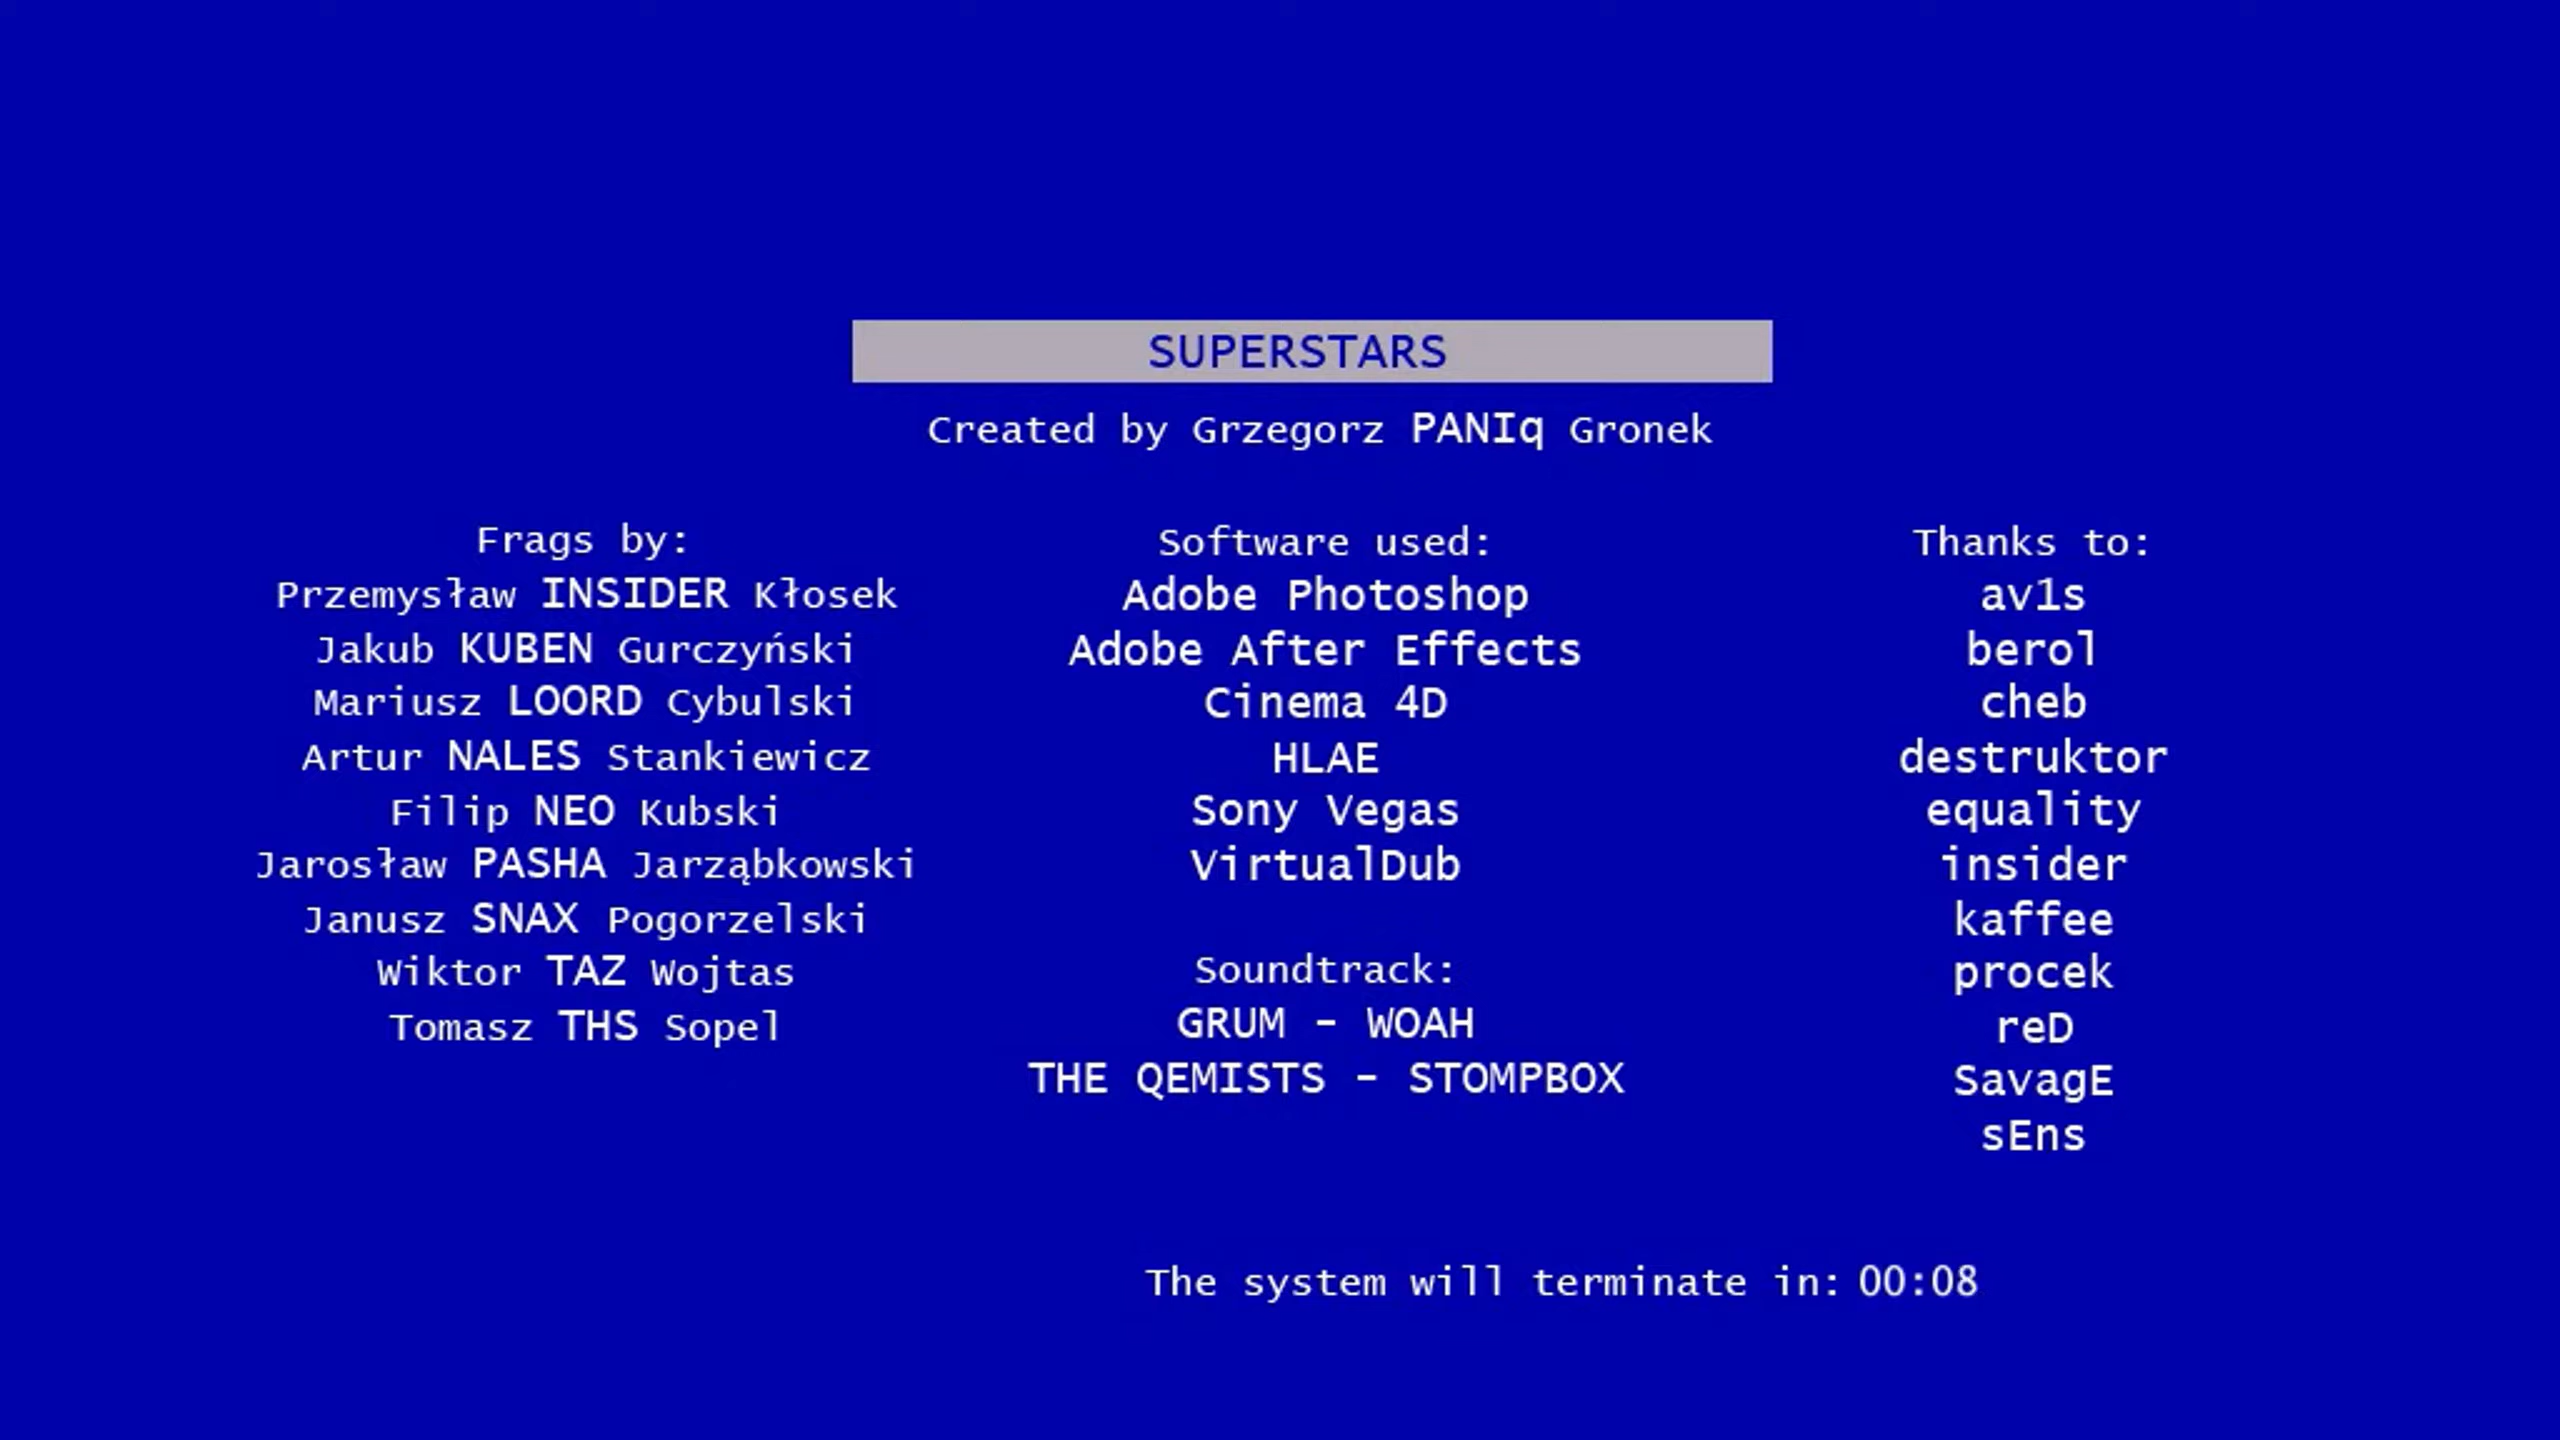 SUPERSTARS
Created by Grzegorz PANIq Gronek
Frags by:
Przemysław INSIDER Kłosek
Jakub KUBEN Gurczyński
Mariusz LOORD Cybulski
Artur NALES Stankiewicz
Filip NEO Kubski
Jarosław PASHA Jarząbkowski
Janusz SNAX Pogorzelski
Wiktor TAZ Wojtas
Tomasz THS Sopel
Software used:
Adobe Photoshop
Adobe After Effects
Cinema 4D
HLAE
Sony Vegas
VirtualDub
Soundtrack:
GRUM - WOAH
THE QEMISTS - STOMPBOX
Thanks to:
av1s
berol
cheb
destruktor
equality
insider
kaffee
procek
reD
SavagE
sEns
The system will terminate in: 00:08